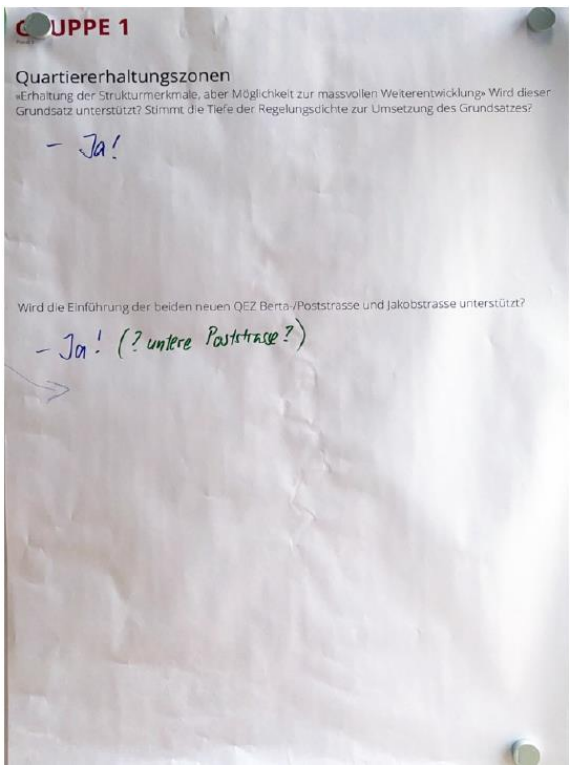 GRUPPE 1
Quartiererhaltungszonen
«Erhaltung der Strukturmerkmale, aber Möglichkeit zur massvollen Weiterentwicklung» Wird dieser
Grundsatz unterstützt? Stimmt die Tiefe der Regelungsdichte zur Umsetzung des Grundsatzes?
- Ja!
Wird die Einführung der beiden neuen QEZ Berta-/Poststrasse und Jakobstrasse unterstützt?
- Ja! (? untere Poststrasse?)